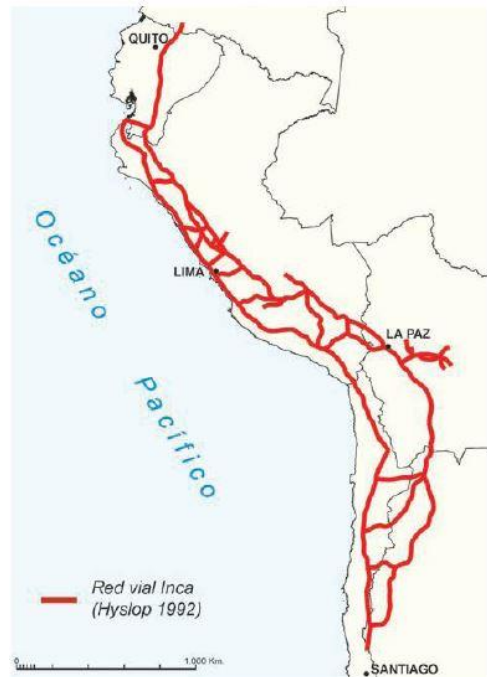 QUITO
LIMA
LA PAZ
Océano
Pacífico
Red vial Inca
(Hyslop 1992)
0 1.000 Km.
SANTIAGO